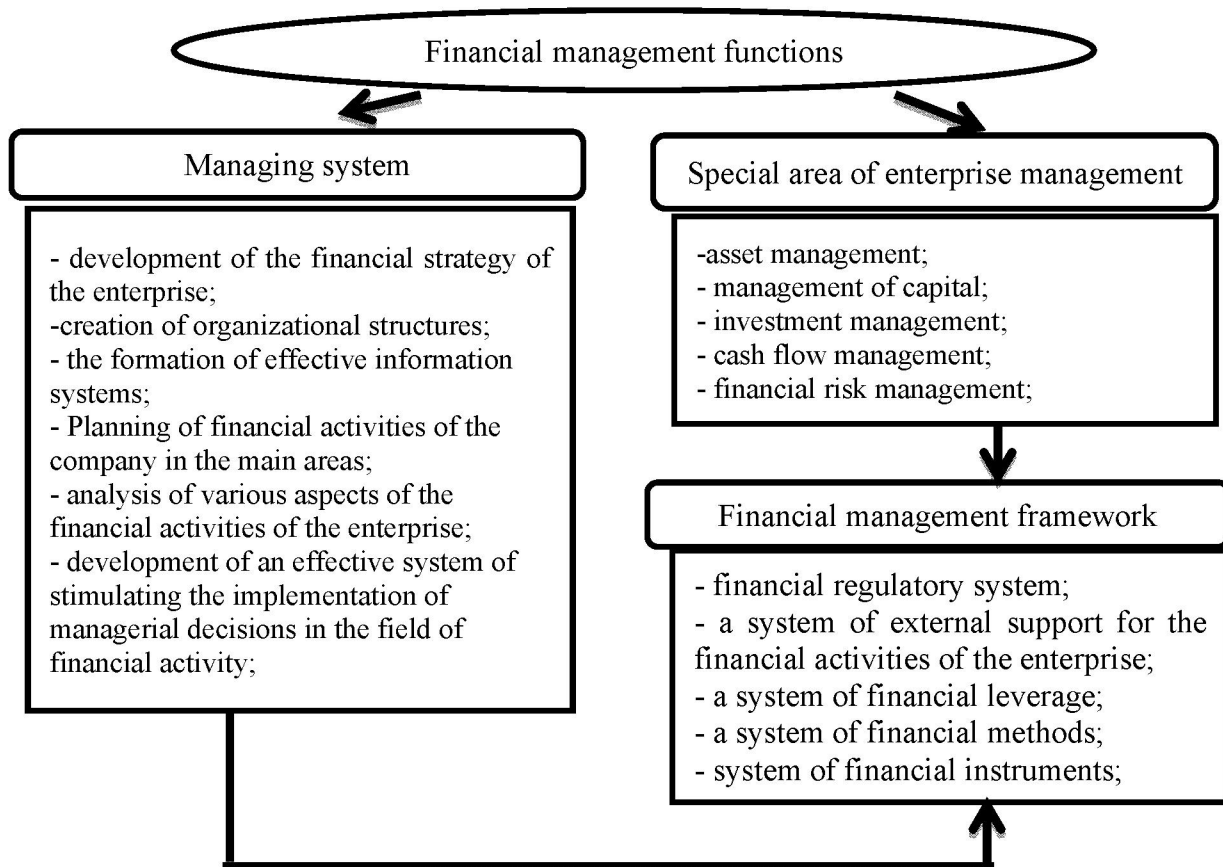 Financial management functions
Managing system
- development of the financial strategy of
the enterprise;
-creation of organizational structures;
- the formation of effective information
systems;
- Planning of financial activities of the
company in the main areas;
- analysis of various aspects of the
financial activities of the enterprise;
- development of an effective system of
stimulating the implementation of
managerial decisions in the field of
financial activity;
Special area of enterprise management
-asset management;
- management of capital;
- investment management;
- cash flow management;
- financial risk management;
Financial management framework
- financial regulatory system;
- a system of external support for the
financial activities of the enterprise;
- a system of financial leverage;
- a system of financial methods;
- system of financial instruments;